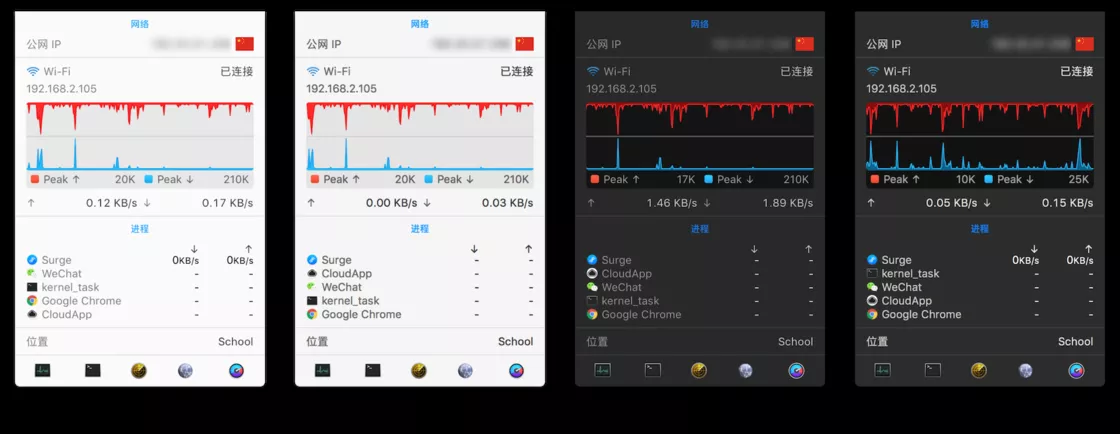 网络
公网 IP
Wi-Fi 已连接
192.168.2.105
Peak ↑ 20K Peak ↓ 210K
↑ 0.12 KB/s ↓ 0.17 KB/s
进程
↓ ↑
Surge 0KB/s 0KB/s
WeChat - -
kernel_task - -
Google Chrome - -
CloudApp - -
位置 School
网络
公网 IP
Wi-Fi 已连接
192.168.2.105
Peak ↑ 20K Peak ↓ 210K
↑ 0.00 KB/s ↓ 0.03 KB/s
进程
↓ ↑
Surge - -
CloudApp - -
WeChat - -
kernel_task - -
Google Chrome - -
位置 School
网络
公网 IP
Wi-Fi 已连接
192.168.2.105
Peak ↑ 17K Peak ↓ 210K
↑ 1.46 KB/s ↓ 1.89 KB/s
进程
↓ ↑
Surge - -
CloudApp - -
WeChat - -
kernel_task - -
Google Chrome - -
位置 School
网络
公网 IP
Wi-Fi 已连接
192.168.2.105
Peak ↑ 10K Peak ↓ 25K
↑ 0.05 KB/s ↓ 0.15 KB/s
进程
↓ ↑
Surge 0KB/s 0KB/s
kernel_task - -
WeChat - -
CloudApp - -
Google Chrome - -
位置 School